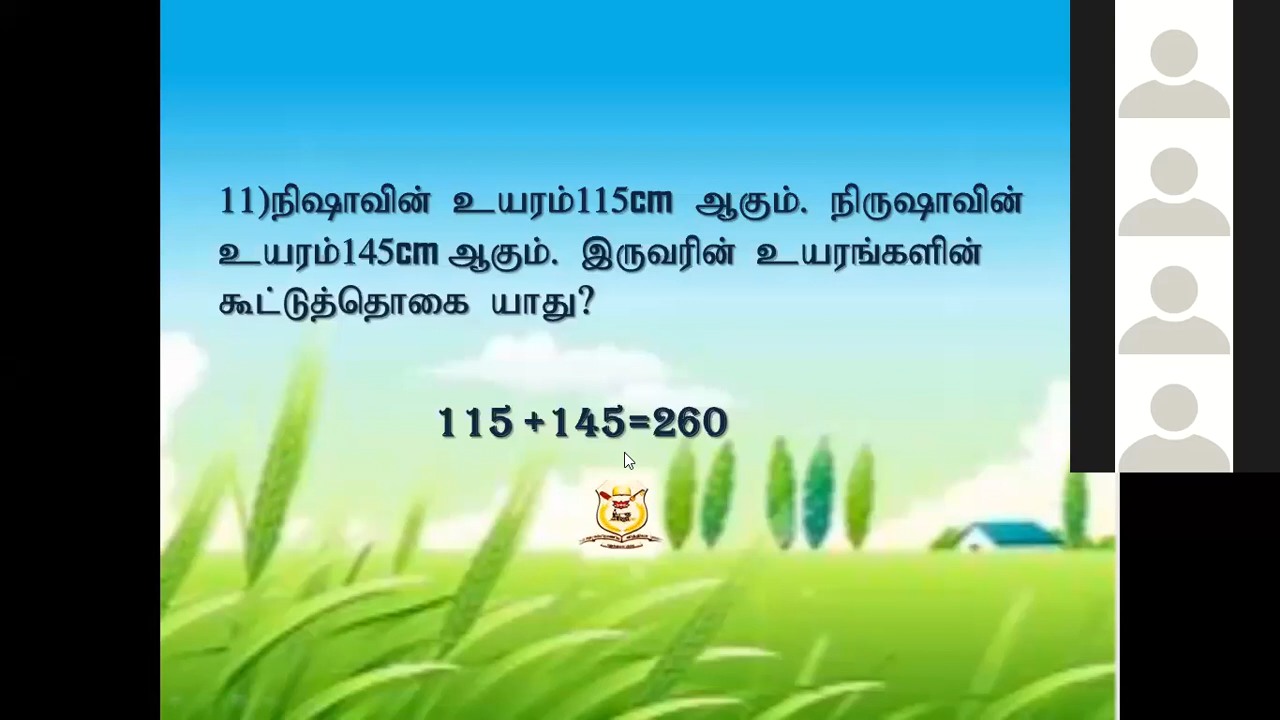 11)நிஷாவின் உயரம்115cm ஆகும். நிருஷாவின்
உயரம்145cm ஆகும். இருவரின் உயரங்களின்
கூட்டுத்தொகை யாது?
115 +145=260